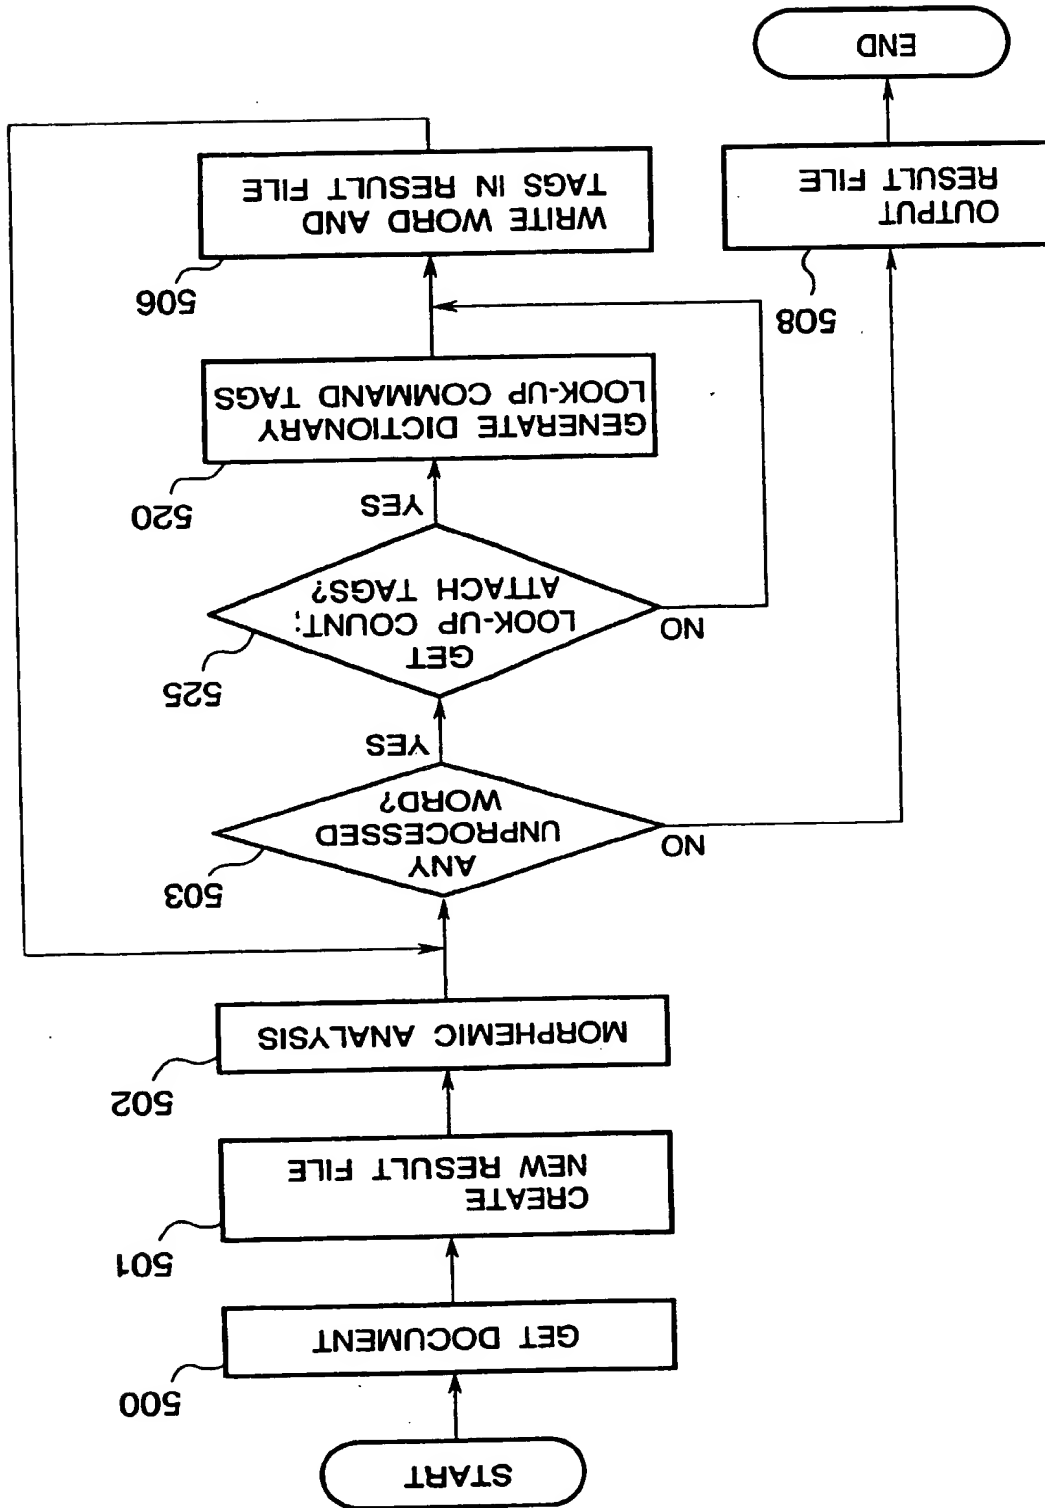 START
500
GET DOCUMENT
501
CREATE
NEW RESULT FILE
502
MORPHEMIC ANALYSIS
503
ANY
UNPROCESSED
WORD?
NO
YES
525
GET
LOOK-UP COUNT;
ATTACH TAGS?
NO
YES
520
GENERATE DICTIONARY
LOOK-UP COMMAND TAGS
506
WRITE WORD AND
TAGS IN RESULT FILE
508
OUTPUT
RESULT FILE
END